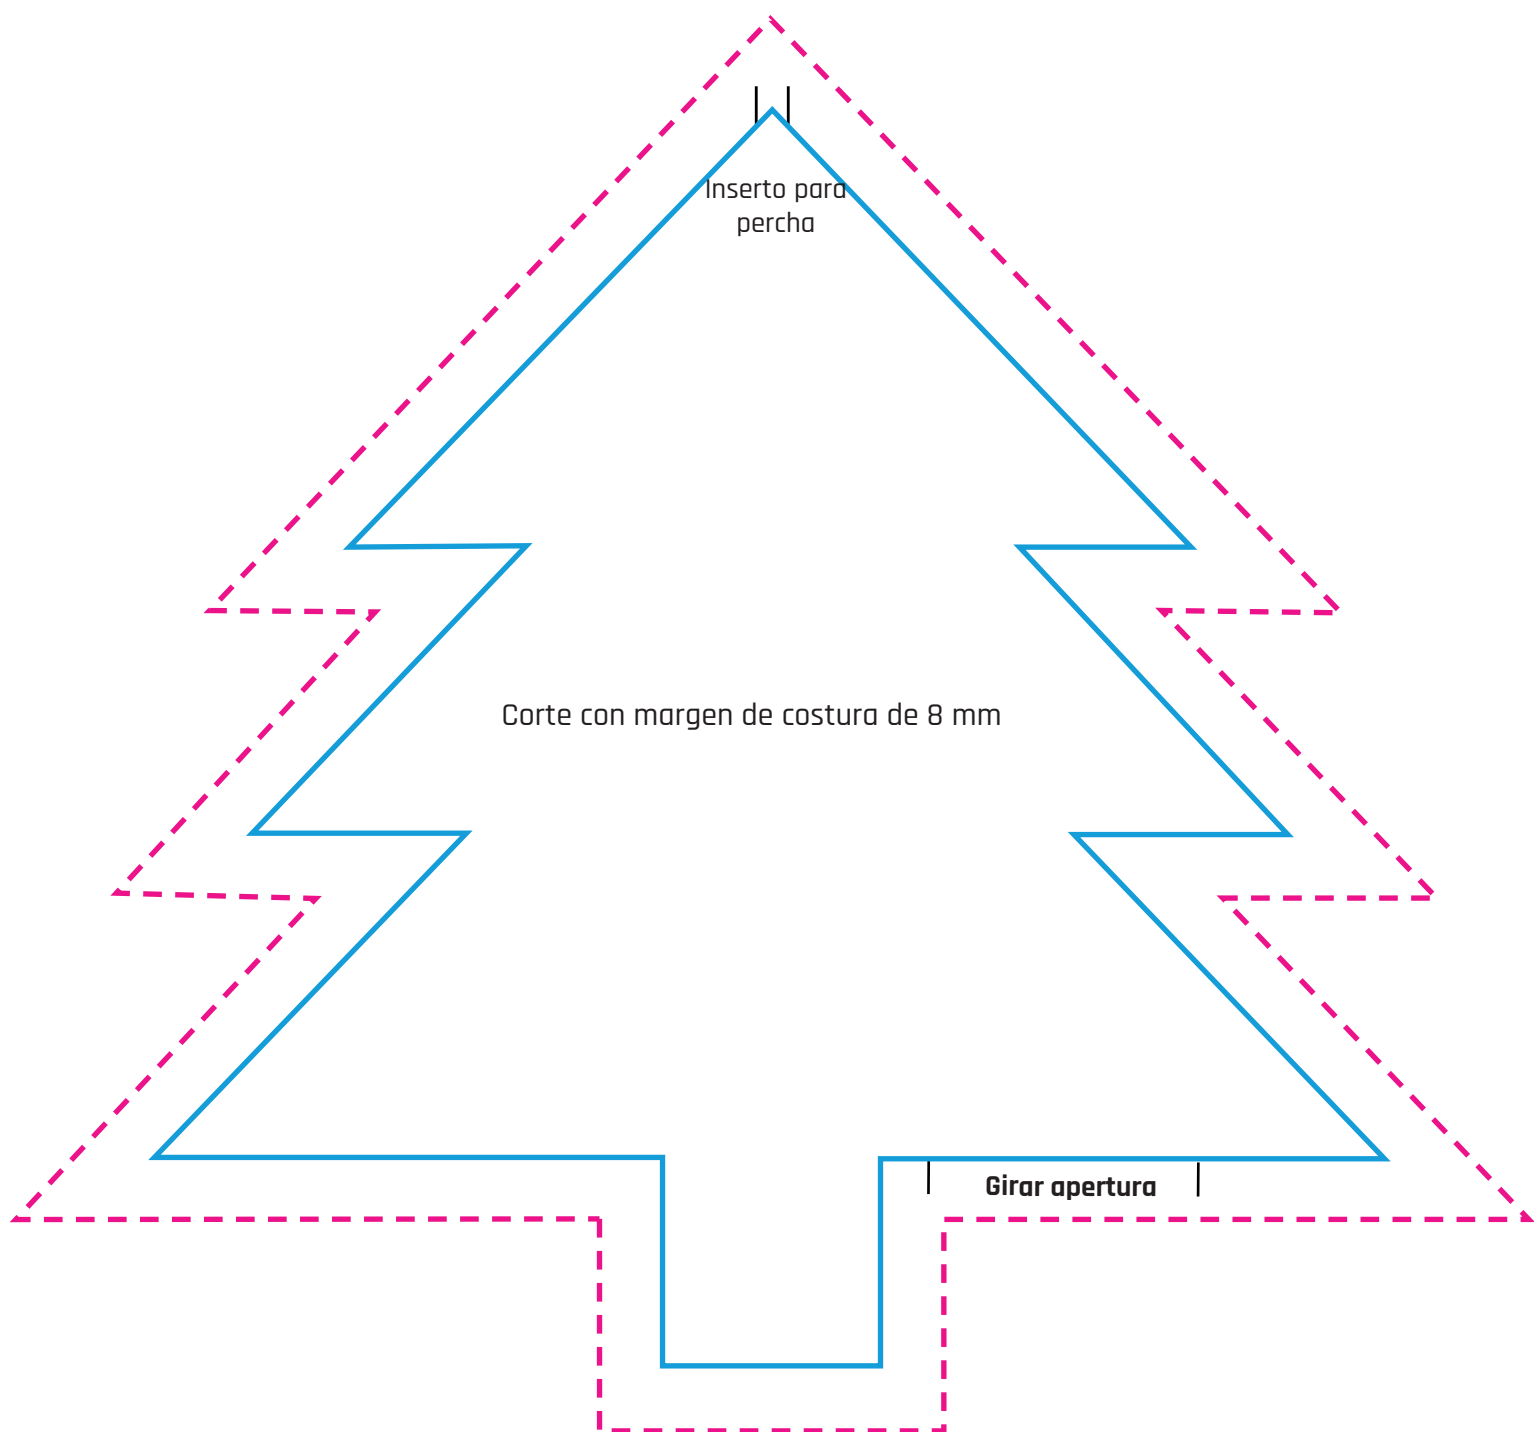 Inserto para
percha
Corte con margen de costura de 8 mm
Girar apertura